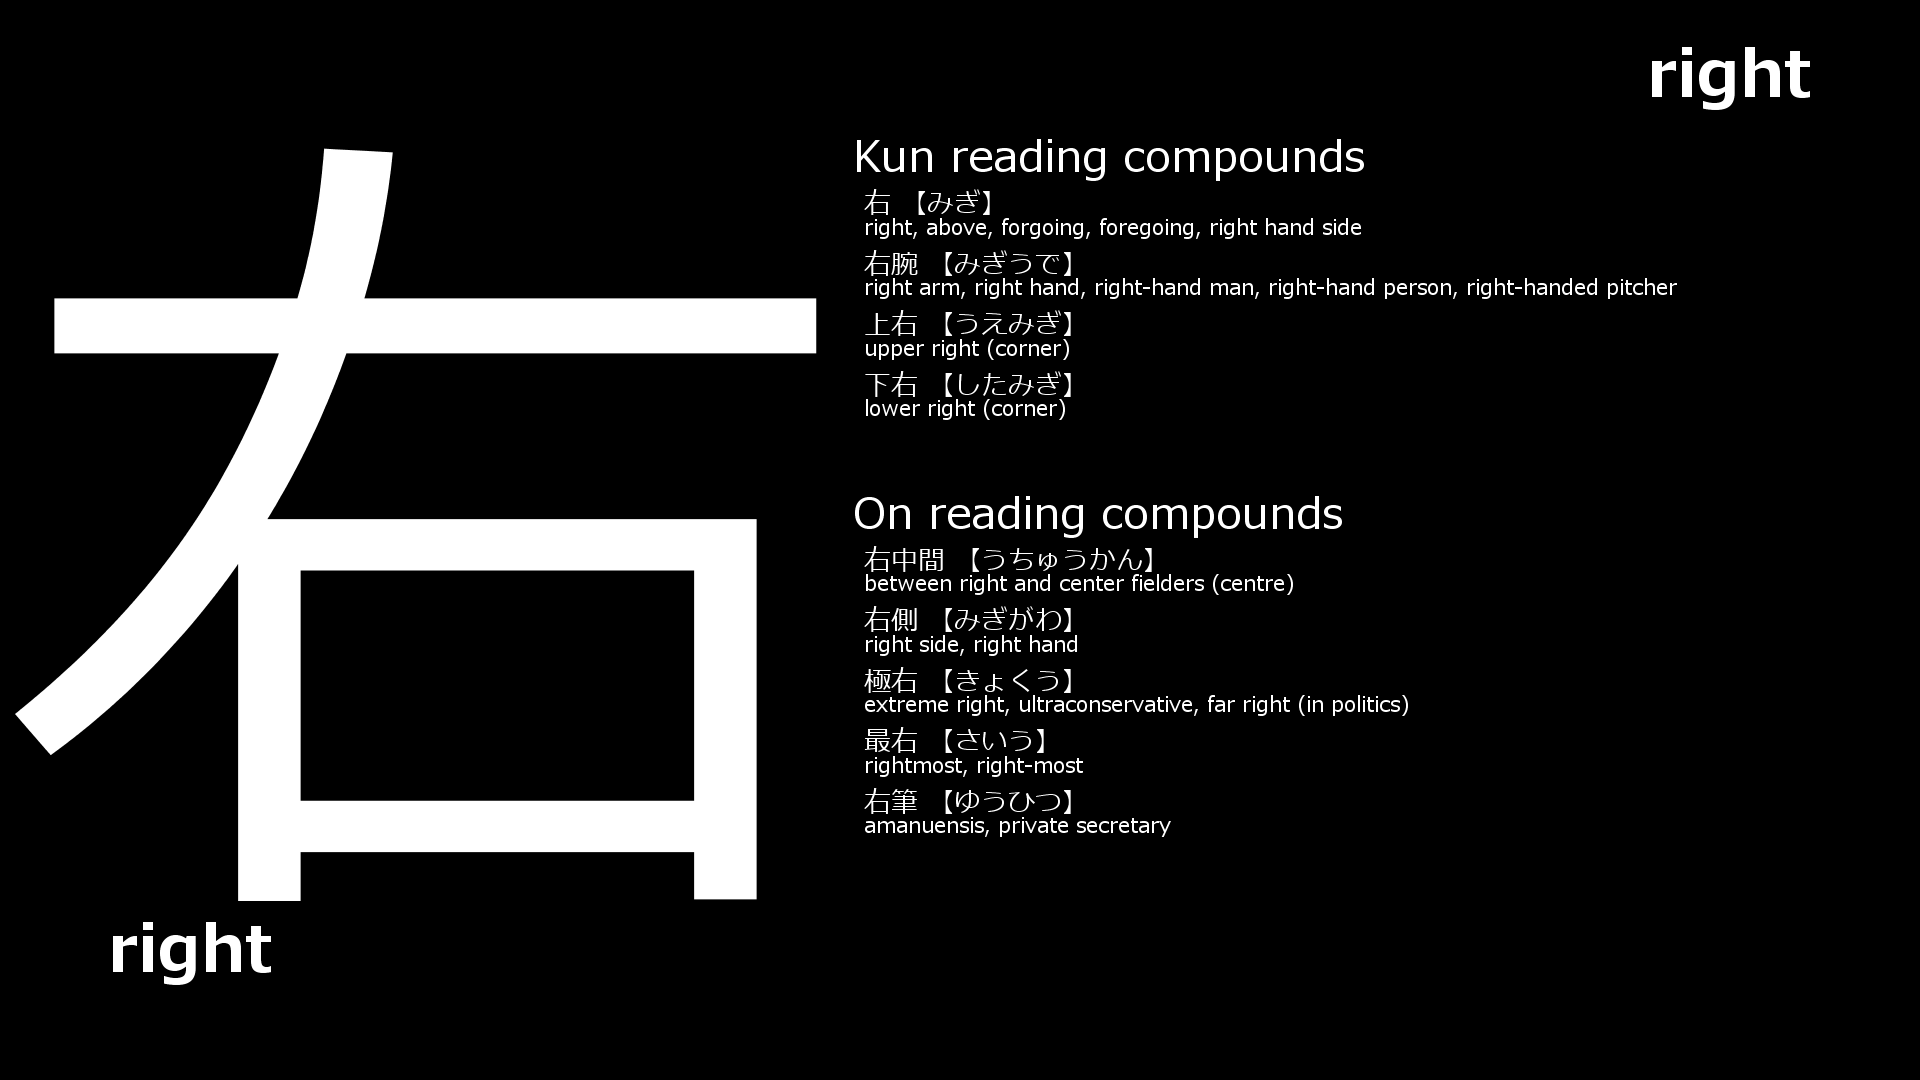 right
右
Kun reading compounds
右 【みぎ】
right, above, forgoing, foregoing, right hand side
右腕 【みぎうで】
right arm, right hand, right-hand man, right-hand person, right-handed pitcher
上右 【うえみぎ】
upper right (corner)
下右 【したみぎ】
lower right (corner)
On reading compounds
右中間 【うちゅうかん】
between right and center fielders (centre)
右側 【みぎがわ】
right side, right hand
極右 【きょくう】
extreme right, ultraconservative, far right (in politics)
最右 【さいう】
rightmost, right-most
右筆 【ゆうひつ】
amanuensis, private secretary
right